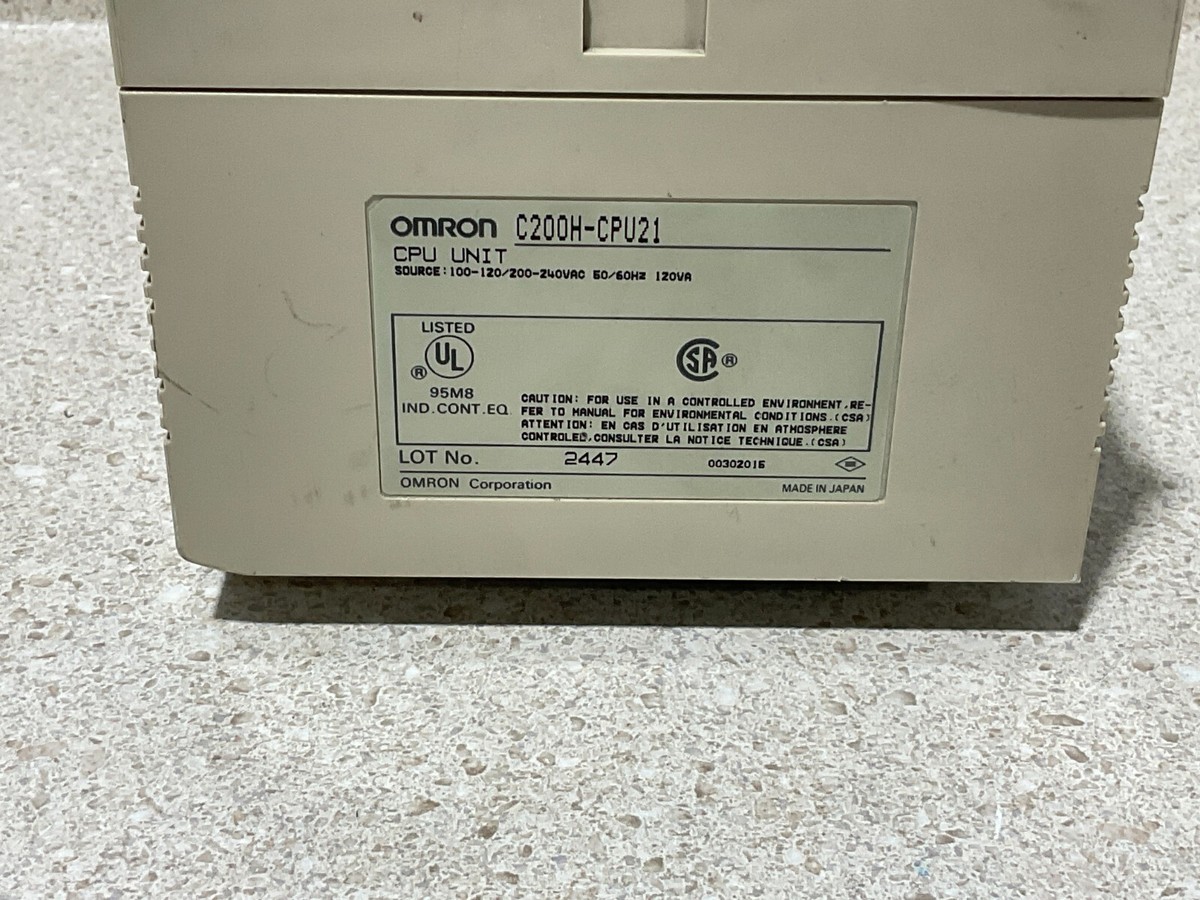 OMRON C200H-CPU21
CPU UNIT
SOURCE:100-120/200-240VAC 50/60Hz 120VA
LISTED
UL ®
SA ®
95M8
IND.CONT.EQ.
CAUTION: FOR USE IN A CONTROLLED ENVIRONMENT,RE-
FER TO MANUAL FOR ENVIRONMENTAL CONDITIONS.(CSA)
ATTENTION: EN CAS D'UTILISATION EN ATMOSPHERE
CONTROLEE,CONSULTER LA NOTICE TECHNIQUE.(CSA)
LOT No. 2447 0030201S
OMRON Corporation MADE IN JAPAN